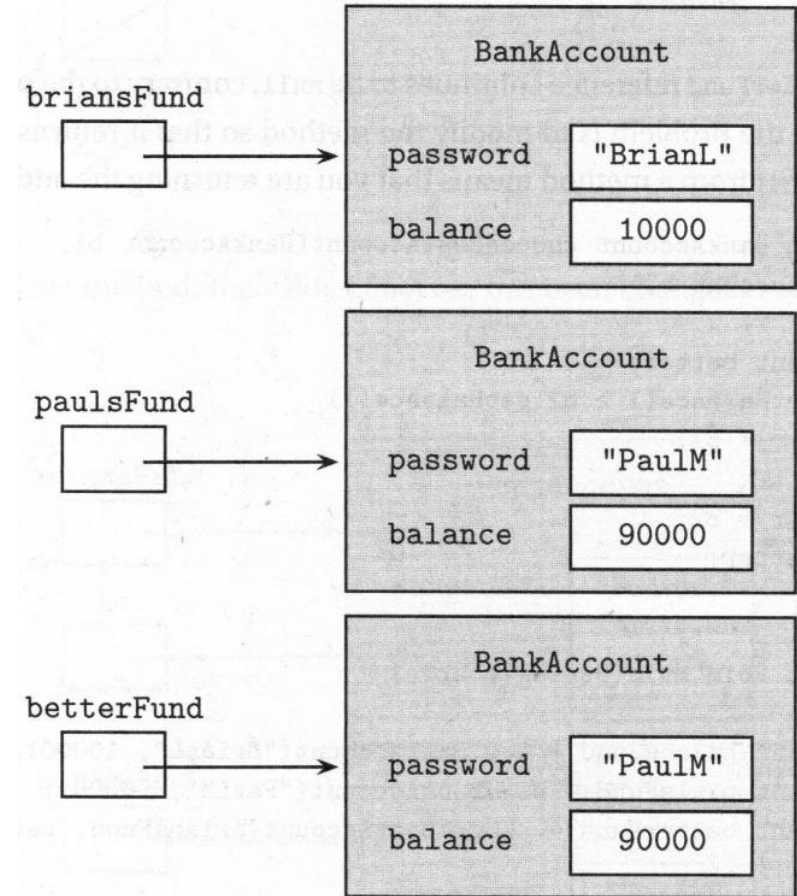 BankAccount
briansFund
password "BrianL"
balance 10000
BankAccount
paulsFund
password "PaulM"
balance 90000
BankAccount
betterFund
password "PaulM"
balance 90000